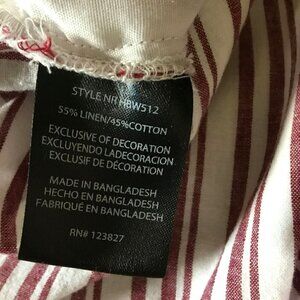 STYLE NR HBW512
55% LINEN/45%COTTON
EXCLUSIVE OF DECORATION
EXCLUYENDO LADECORACION
EXCLUSIF DE DÉCORATION
MADE IN BANGLADESH
HECHO EN BANGLADESH
FABRIQUÉ EN BANGLADESH
RN# 123827